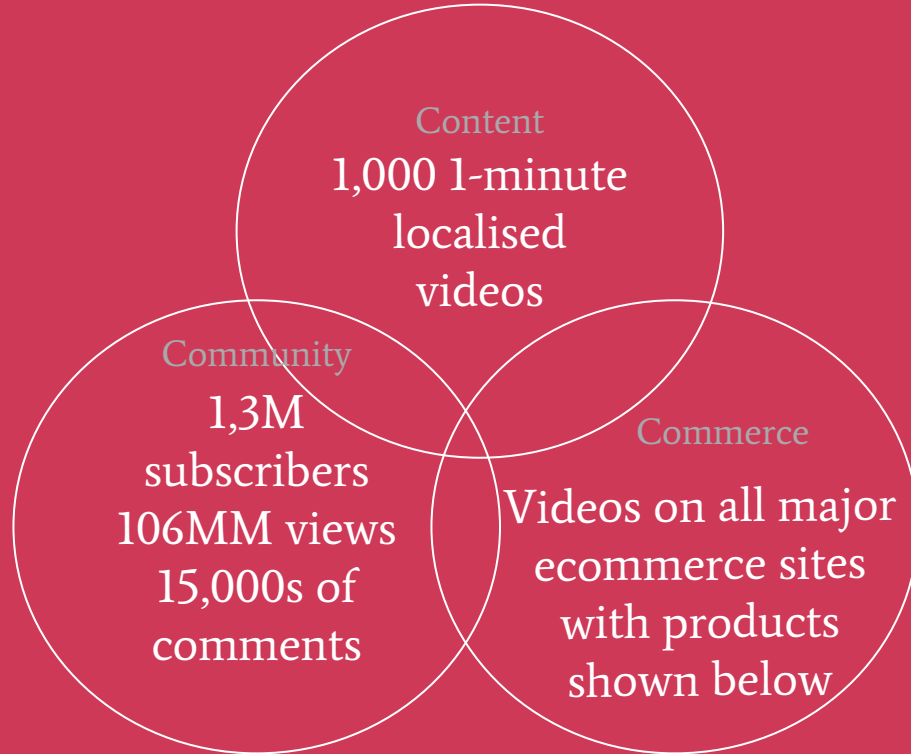 Content
1,000 1-minute
localised
videos
Community
1,3M
subscribers
106MM views
15,000s of
comments
Commerce
Videos on all major
ecommerce sites
with products
shown below